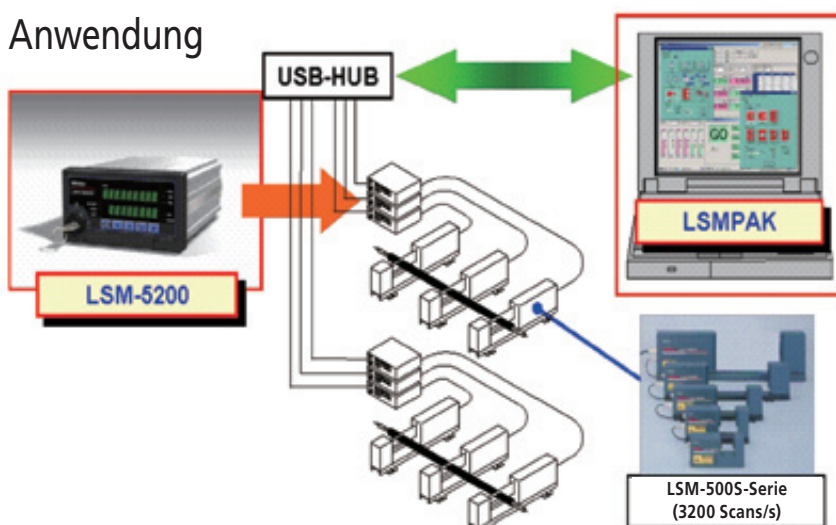 Anwendung
USB-HUB
LSM-5200
GO
LSMPAK
LSM-500S-Serie
(3200 Scans/s)